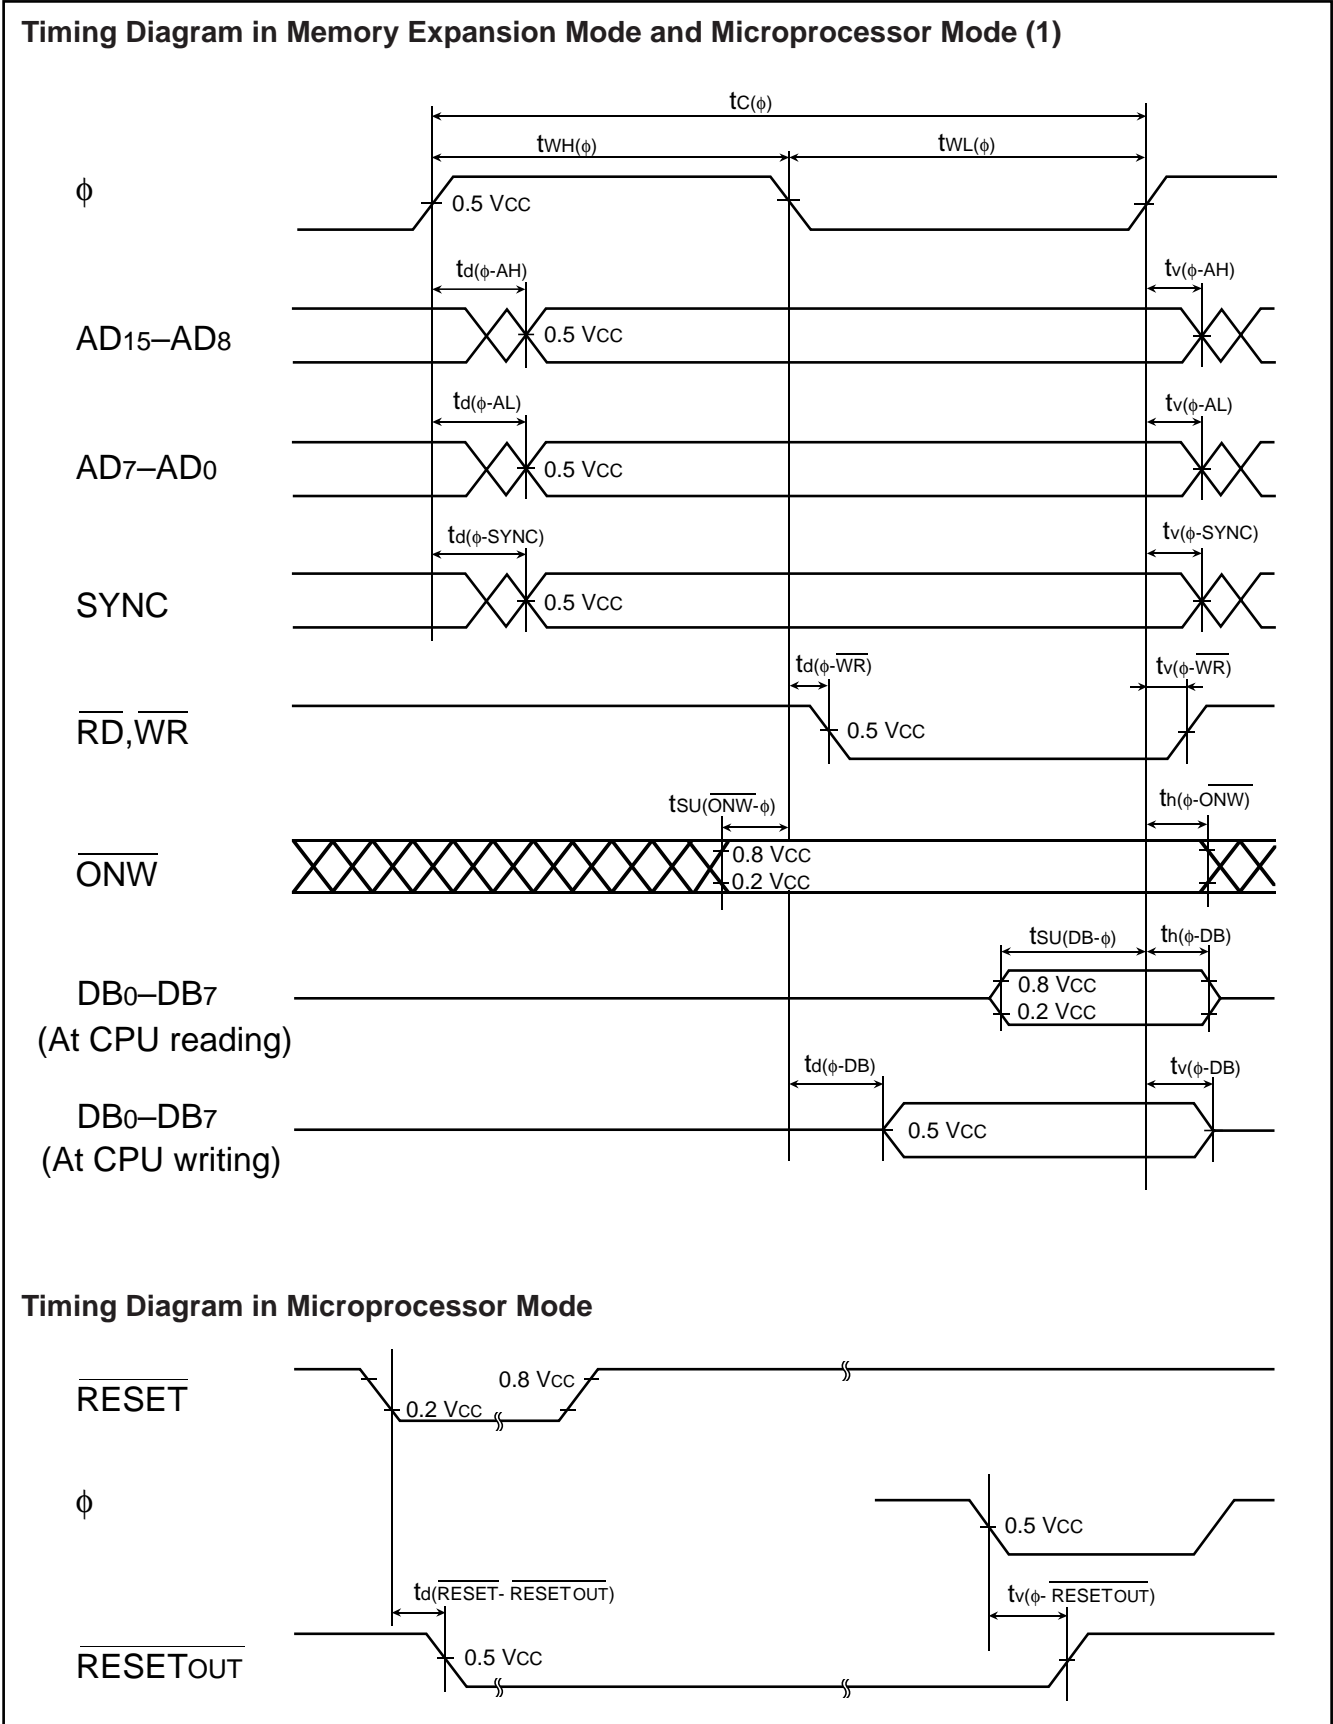 Timing Diagram in Memory Expansion Mode and Microprocessor Mode (1)
tC(ϕ)
tWH(ϕ) tWL(ϕ)
ϕ
0.5 VCC
td(ϕ-AH) tv(ϕ-AH)
AD15–AD8
0.5 VCC
td(ϕ-AL) tv(ϕ-AL)
AD7–AD0
0.5 VCC
td(ϕ-SYNC) tv(ϕ-SYNC)
SYNC
0.5 VCC
td(ϕ-WR) tv(ϕ-WR)
RD,WR
0.5 VCC
tSU(ONW-ϕ) th(ϕ-ONW)
ONW
0.8 VCC
0.2 VCC
tSU(DB-ϕ) th(ϕ-DB)
DB0–DB7
(At CPU reading)
0.8 VCC
0.2 VCC
td(ϕ-DB) tv(ϕ-DB)
DB0–DB7
(At CPU writing)
0.5 VCC
Timing Diagram in Microprocessor Mode
RESET
0.8 VCC
0.2 VCC
ϕ
0.5 VCC
td(RESET- RESETOUT) tv(ϕ- RESETOUT)
RESETOUT
0.5 VCC